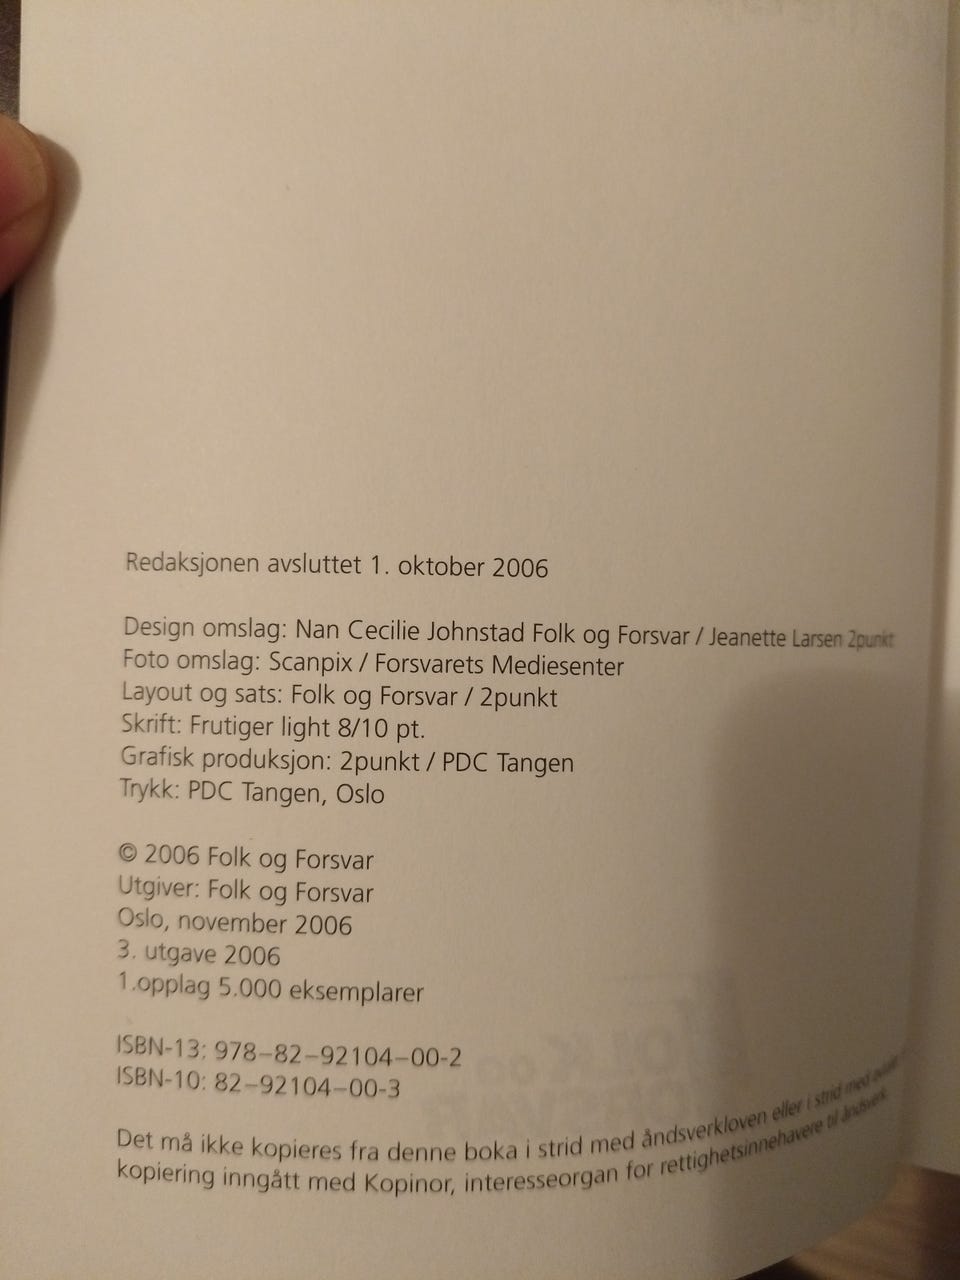 Redaksjonen avsluttet 1. oktober 2006
Design omslag: Nan Cecilie Johnstad Folk og Forsvar / Jeanette Larsen 2punkt
Foto omslag: Scanpix / Forsvarets Mediesenter
Layout og sats: Folk og Forsvar / 2punkt
Skrift: Frutiger light 8/10 pt.
Grafisk produksjon: 2punkt / PDC Tangen
Trykk: PDC Tangen, Oslo
© 2006 Folk og Forsvar
Utgiver: Folk og Forsvar
Oslo, november 2006
3. utgave 2006
1.opplag 5.000 eksemplarer
ISBN-13: 978–82–92104–00-2
ISBN-10: 82–92104–00-3
Det må ikke kopieres fra denne boka i strid med åndsverkloven eller i strid med
kopiering inngått med Kopinor, interesseorgan for rettighetsinnehavere til åndsverk